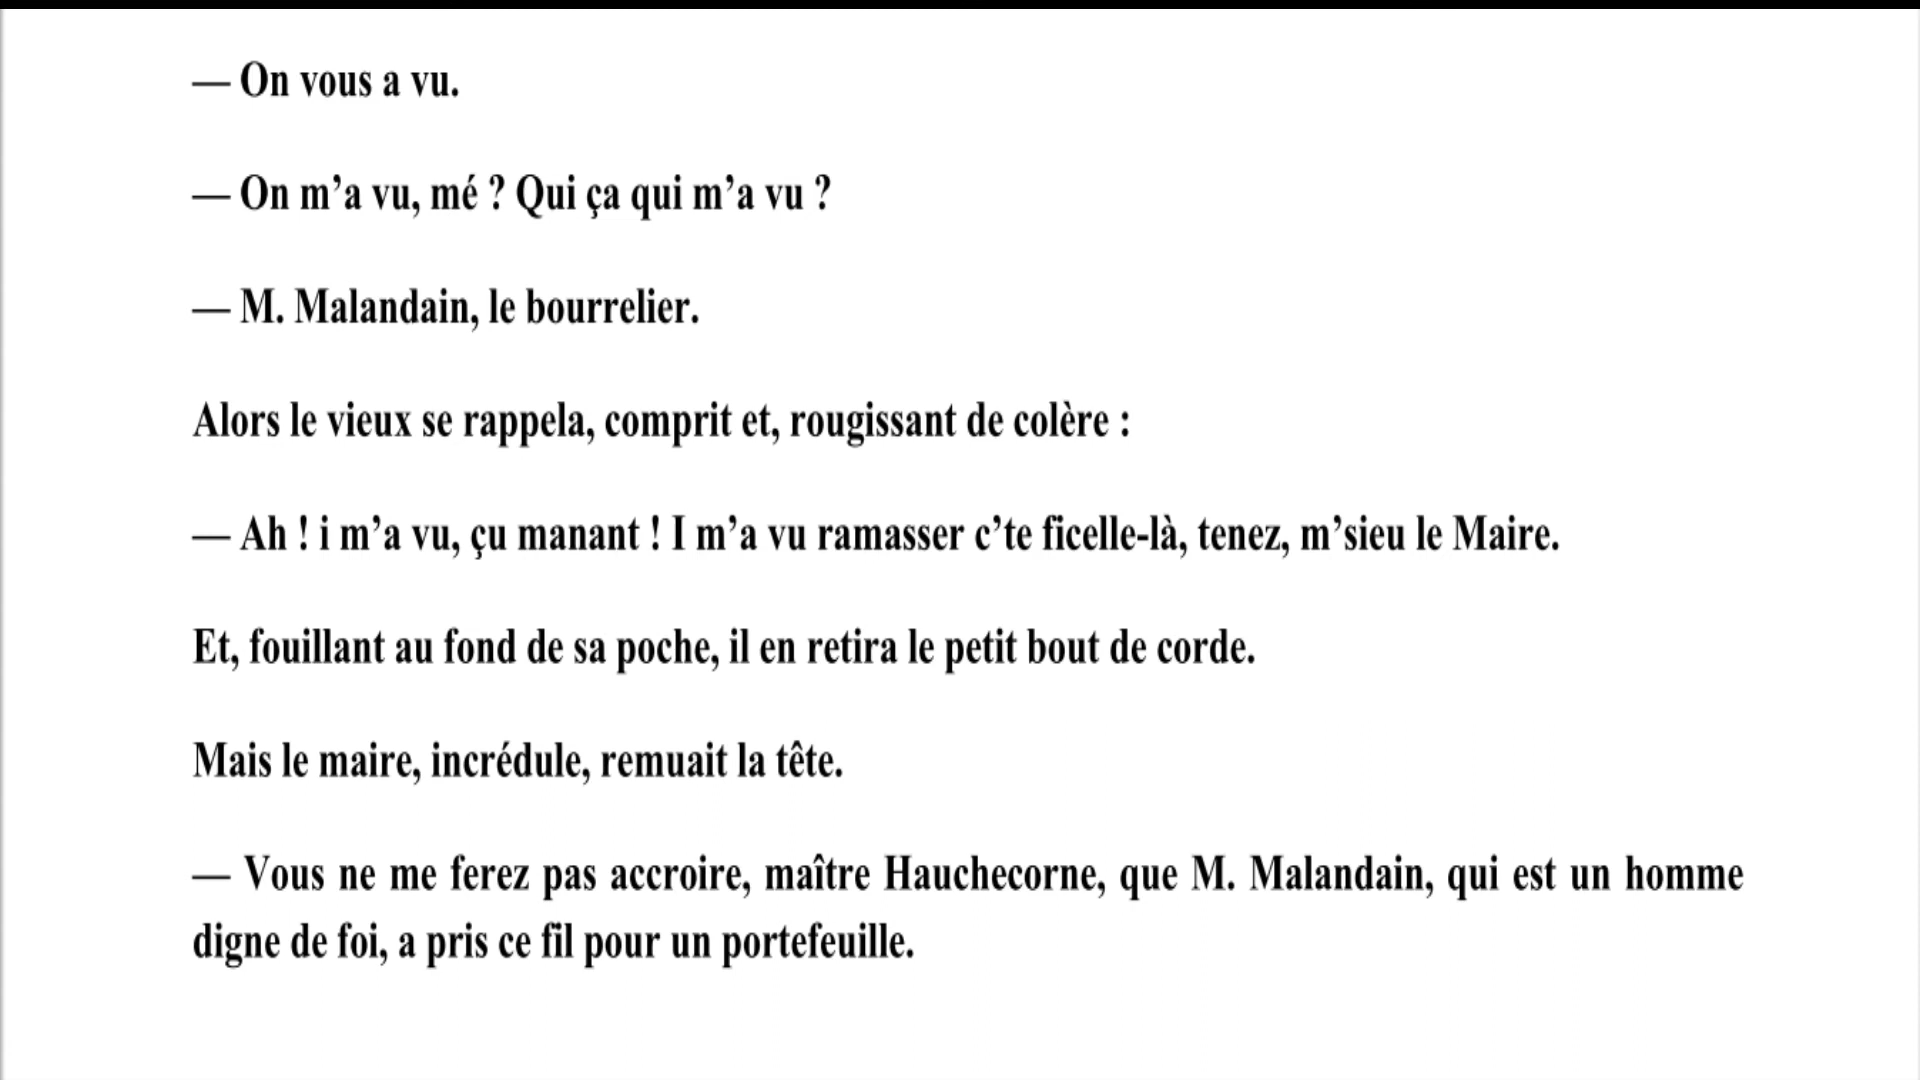 — On vous a vu.
— On m’a vu, mé ? Qui ça qui m’a vu ?
— M. Malandain, le bourrelier.
Alors le vieux se rappela, comprit et, rougissant de colère :
— Ah ! i m’a vu, çu manant ! I m’a vu ramasser c’te ficelle-là, tenez, m’sieu le Maire.
Et, fouillant au fond de sa poche, il en retira le petit bout de corde.
Mais le maire, incrédule, remuait la tête.
— Vous ne me ferez pas accroire, maître Hauchecorne, que M. Malandain, qui est un homme
digne de foi, a pris ce fil pour un portefeuille.